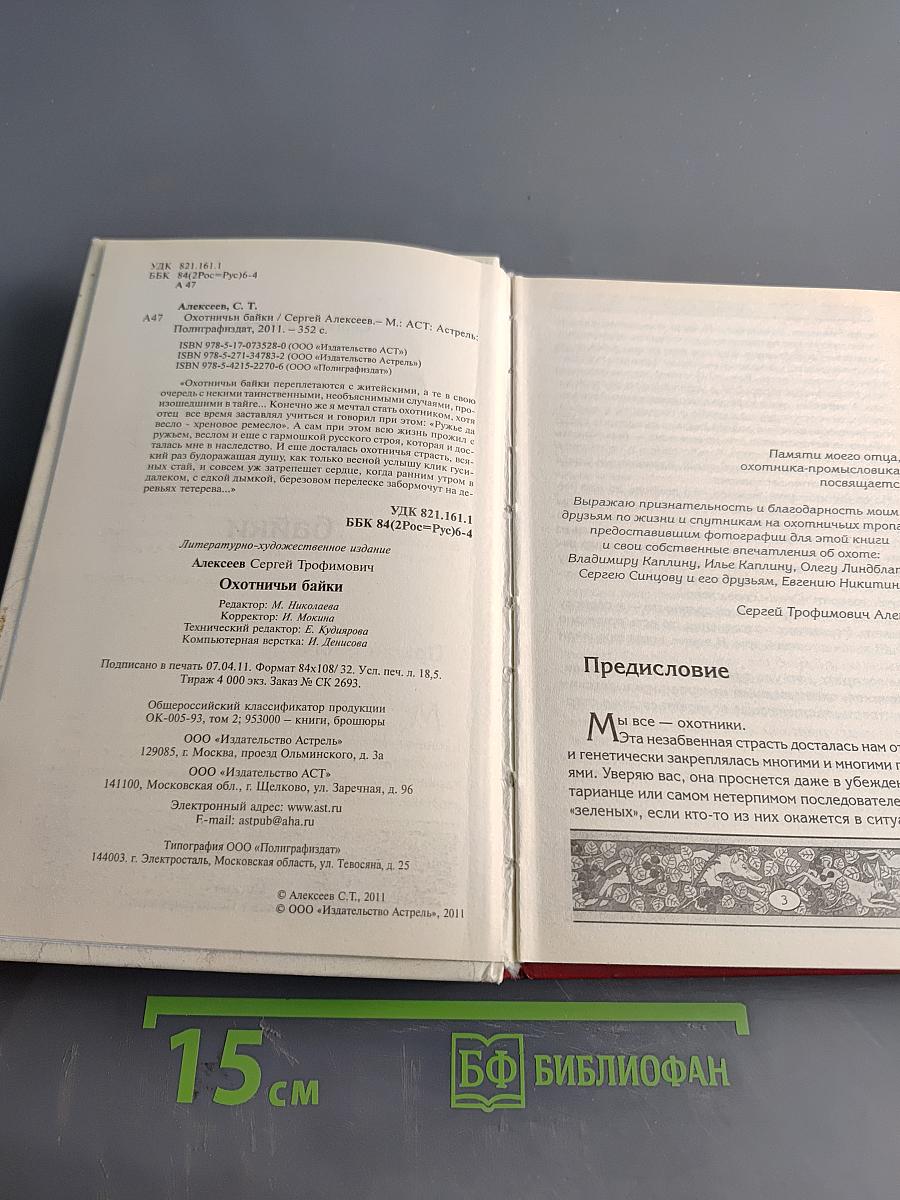 УДК 821.161.1
ББК 84(2Рос=Рус)6-4
А 47
Алексеев, С. Т.
А47 Охотничьи байки / Сергей Алексеев.– М.: АСТ: Астрель:
Полиграфиздат, 2011. – 352 с.
ISBN 978-5-17-073528-0 (ООО «Издательство АСТ»)
ISBN 978-5-271-34783-2 (ООО «Издательство Астрель»)
ISBN 978-5-4215-2270-6 (ООО «Полиграфиздат»)
«Охотничьи байки переплетаются с житейскими, а те в свою
очередь с некими таинственными, необъяснимыми случаями, про-
изошедшими в тайге... Конечно же я мечтал стать охотником, хотя
отец все время заставлял учиться и говорил при этом: «Ружье да
весло - хреновое ремесло». А сам при этом всю жизнь прожил с
ружьем, веслом и еще с гармошкой русского строя, которая и дос-
талась мне в наследство. И еще досталась охотничья страсть, вся-
кий раз будоражащая душу, как только весной услышу клик гуси-
ных стай, и совсем уж затрепещет сердце, когда ранним утром в
далеком, с едкой дымкой, березовом перелеске забормочут на де-
ревьях тетерева...»
УДК 821.161.1
ББК 84(2Рос=Рус)6-4
Литературно-художественное издание
Алексеев Сергей Трофимович
Охотничьи байки
Редактор: М. Николаева
Корректор: И. Мокина
Технический редактор: Е. Кудиярова
Компьютерная верстка: И. Денисова
Подписано в печать 07.04.11. Формат 84х108/ 32. Усл. печ. л. 18,5.
Тираж 4 000 экз. Заказ № СК 2693.
Общероссийский классификатор продукции
ОК-005-93, том 2; 953000 – книги, брошюры
ООО «Издательство Астрель»
129085, г. Москва, проезд Ольминского, д. 3а
ООО «Издательство АСТ»
141100, Московская обл., г. Щелково, ул. Заречная, д. 96
Электронный адрес: www.ast.ru
E-mail: astpub@aha.ru
Типография ООО «Полиграфиздат»
144003. г. Электросталь, Московская область, ул. Тевосяна, д. 25
© Алексеев С.Т., 2011
© ООО «Издательство Астрель», 2011
Памяти моего отца,
охотника-промысловика
посвящается
Выражаю признательность и благодарность моим
друзьям по жизни и спутникам на охотничьих тропа
предоставившим фотографии для этой книги
и свои собственные впечатления об охоте:
Владимиру Каплину, Илье Каплину, Олегу Линдблат
Сергею Синцову и его друзьям, Евгению Никитин
Сергей Трофимович Алек
Предисловие
Мы все — охотники.
Эта незабвенная страсть досталась нам от
и генетически закреплялась многими и многими п
ями. Уверяю вас, она проснется даже в убежден
тарианце или самом нетерпимом последователе
«зеленых», если кто-то из них окажется в ситуа
3
15 см
БФ БИБЛИОФАН